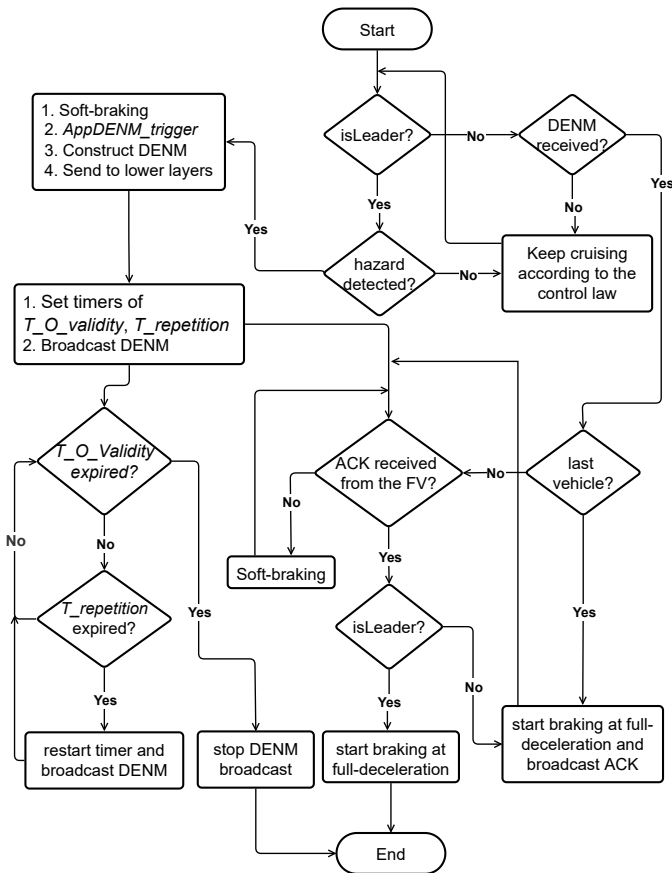 Start
1. Soft-braking
2. AppDENM_trigger
3. Construct DENM
4. Send to lower layers
isLeader?
No
DENM
received?
Yes
Yes
No
Yes
hazard
detected?
No
Keep cruising
according to the
control law
1. Set timers of
T_O_validity, T_repetition
2. Broadcast DENM
T_O_Validity
expired?
ACK received
from the FV?
No
last
vehicle?
No
No
No
Yes
Soft-braking
T_repetition
expired?
Yes
isLeader?
Yes
No
Yes
Yes
restart timer and
broadcast DENM
stop DENM
broadcast
start braking at
full-deceleration
start braking at full-
deceleration and
broadcast ACK
End